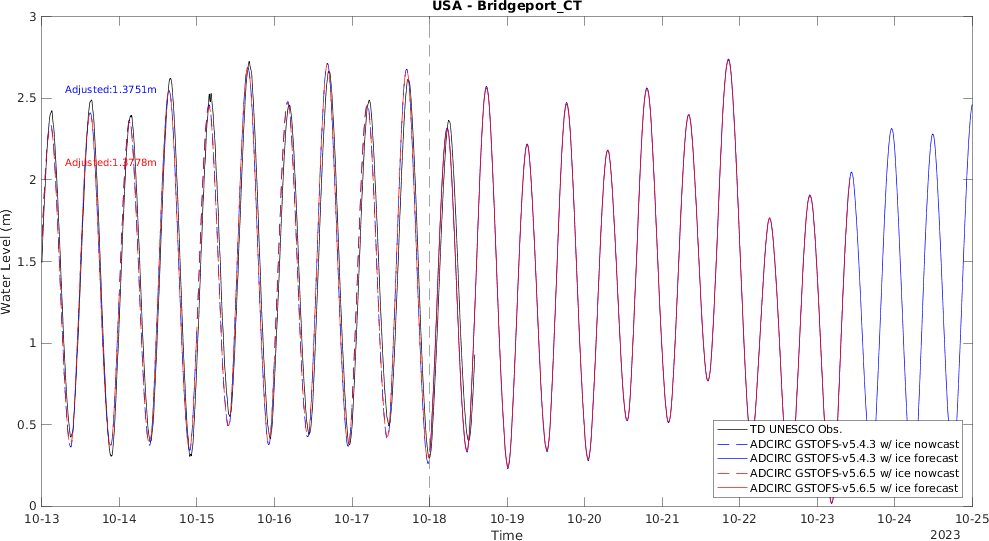 USA - Bridgeport_CT
3
2.5
2
1.5
1
0.5
0
Water Level (m)
Adjusted:1.3751m
Adjusted:1.3778m
TD UNESCO Obs.
ADCIRC GSTOFS-v5.4.3 w/ ice nowcast
ADCIRC GSTOFS-v5.4.3 w/ ice forecast
ADCIRC GSTOFS-v5.6.5 w/ ice nowcast
ADCIRC GSTOFS-v5.6.5 w/ ice forecast
10-13 10-14 10-15 10-16 10-17 10-18 10-19 10-20 10-21 10-22 10-23 10-24 10-25
Time
2023